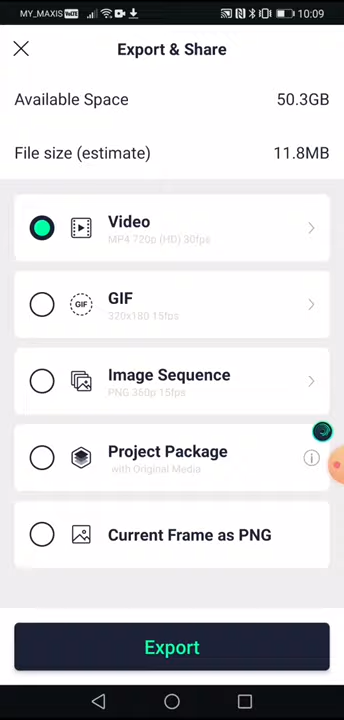 MY_MAXIS VoLTE 10:09
Export & Share
Available Space 50.3GB
File size (estimate) 11.8MB
Video
MP4 720p (HD) 30fps
GIF
GIF
320x180 15fps
Image Sequence
PNG 360p 15fps
Project Package
with Original Media
Current Frame as PNG
Export